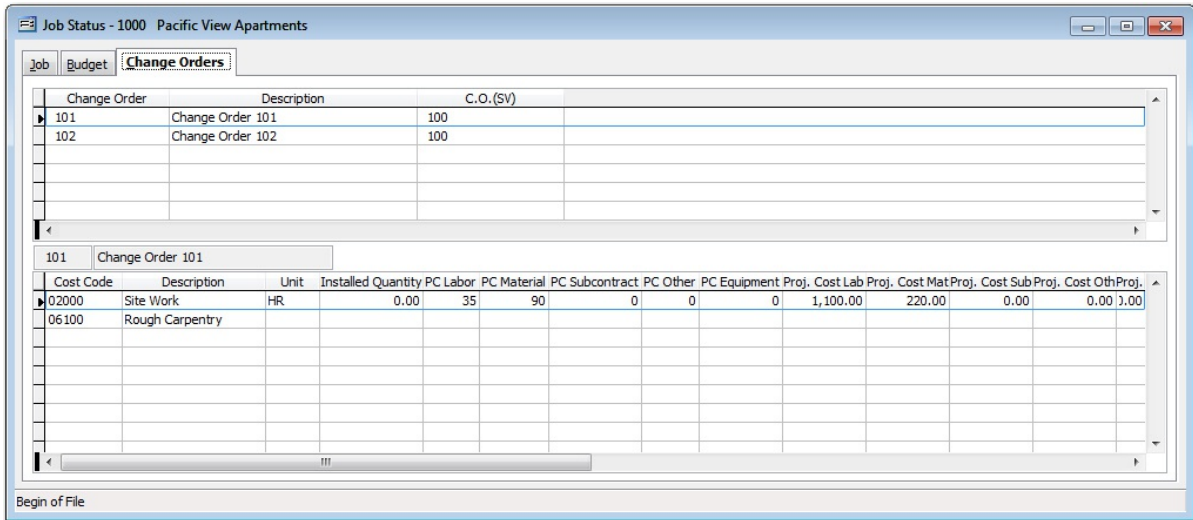 Job Status - 1000 Pacific View Apartments
Job Budget Change Orders
Change Order Description C.O.(SV)
101 Change Order 101 100
102 Change Order 102 100
101 Change Order 101
Cost Code Description Unit Installed Quantity PC Labor PC Material PC Subcontract PC Other PC Equipment Proj. Cost Lab Proj. Cost Mat Proj. Cost Sub Proj. Cost Oth Proj.
02000 Site Work HR 0.00 35 90 0 0 0 1,100.00 220.00 0.00 0.00 0.00
06100 Rough Carpentry
Begin of File